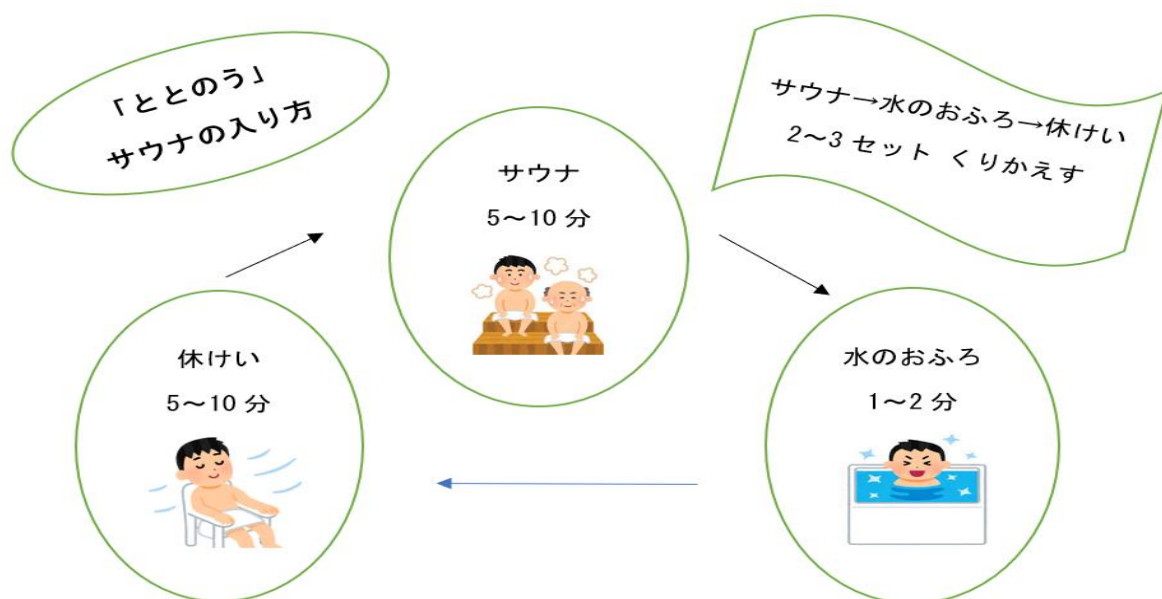 「ととのう」
サウナの入り方
サウナ→水のおふろ→休けい
2～3 セット くりかえす
サウナ
5～10 分
水のおふろ
1～2 分
休けい
5～10 分